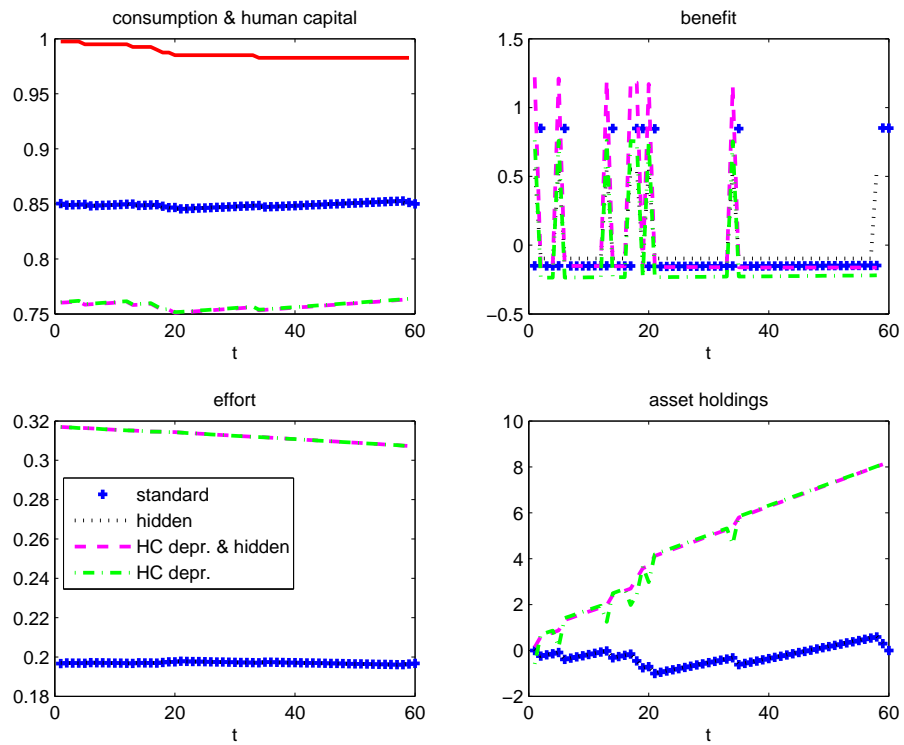 consumption & human capital
1
0.95
0.9
0.85
0.8
0.75
0 20 40 60
t
benefit
1.5
1
0.5
0
−0.5
0 20 40 60
t
effort
0.32
0.3
0.28
0.26
0.24
0.22
0.2
0.18
0 20 40 60
t
standard
hidden
HC depr. & hidden
HC depr.
asset holdings
10
8
6
4
2
0
−2
0 20 40 60
t